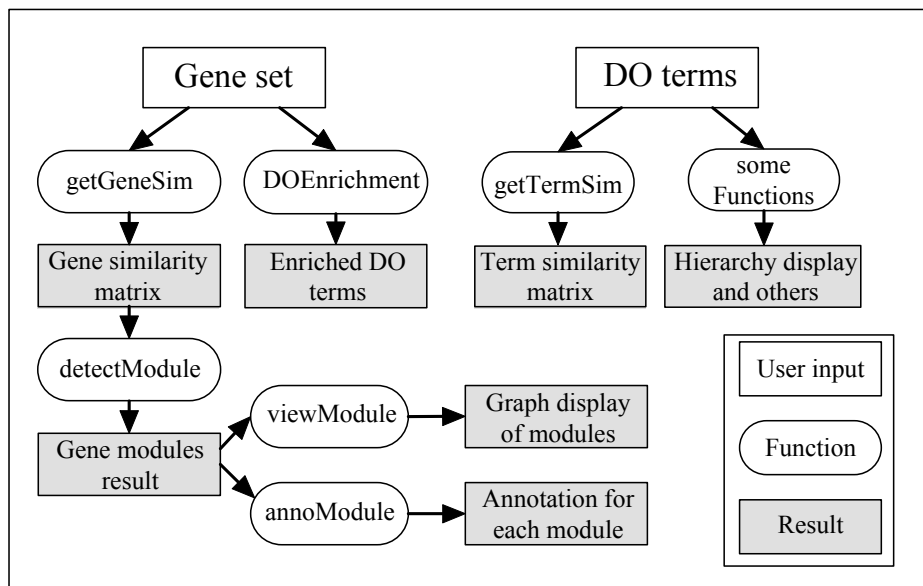 Gene set
DO terms
getGeneSim
DOEnrichment
getTermSim
some
Functions
Gene similarity
matrix
Enriched DO
terms
Term similarity
matrix
Hierarchy display
and others
detectModule
viewModule
Graph display
of modules
Gene modules
result
annoModule
Annotation for
each module
User input
Function
Result